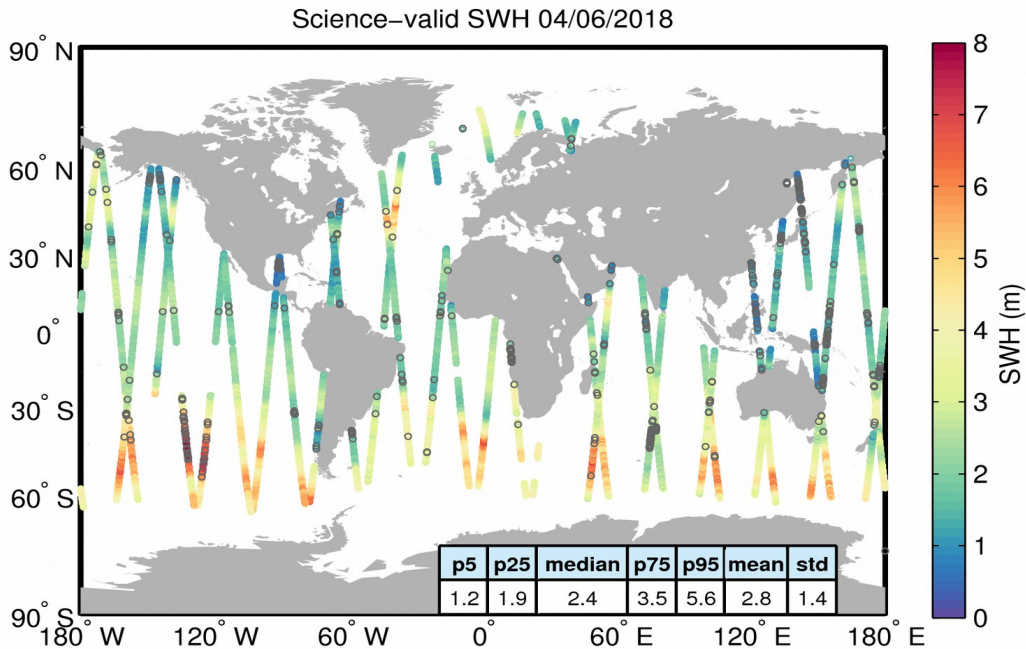 Science−valid SWH 04/06/2018
90° N
60° N
30° N
0°
30° S
60° S
90° S
180° W
120° W
60° W
0°
60° E
120° E
180° E
p5 p25 median p75 p95 mean std
1.2 1.9 2.4 3.5 5.6 2.8 1.4
8
7
6
5
4
3
2
1
0
SWH (m)